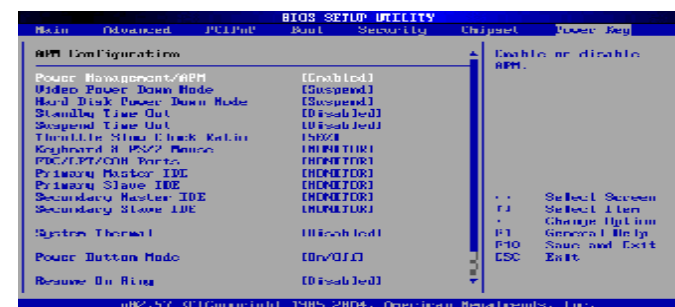 BIOS SETUP UTILITY
Main Advanced PCIPnP Boot Security Chipset Power Key
APM Configuration
Enable or disable
APM.
Power Management/APM [Enabled]
Video Power Down Mode [Suspend]
Hard Disk Power Down Mode [Suspend]
Standby Time Out [Disabled]
Suspend Time Out [Disabled]
Throttle Slow Clock Ratio [50%]
Keyboard & PS/2 Mouse [MONITOR]
FDC/LPT/COM Ports [MONITOR]
Primary Master IDE [MONITOR]
Primary Slave IDE [MONITOR]
Secondary Master IDE [MONITOR]
Secondary Slave IDE [MONITOR]
System Thermal [Disabled]
Power Button Mode [On/Off]
Resume On Ring [Disabled]
Select Screen
Select Item
Change Option
F1 General Help
F10 Save and Exit
ESC Exit
v02.57 (C)Copyright 1985-2004, American Megatrends, Inc.